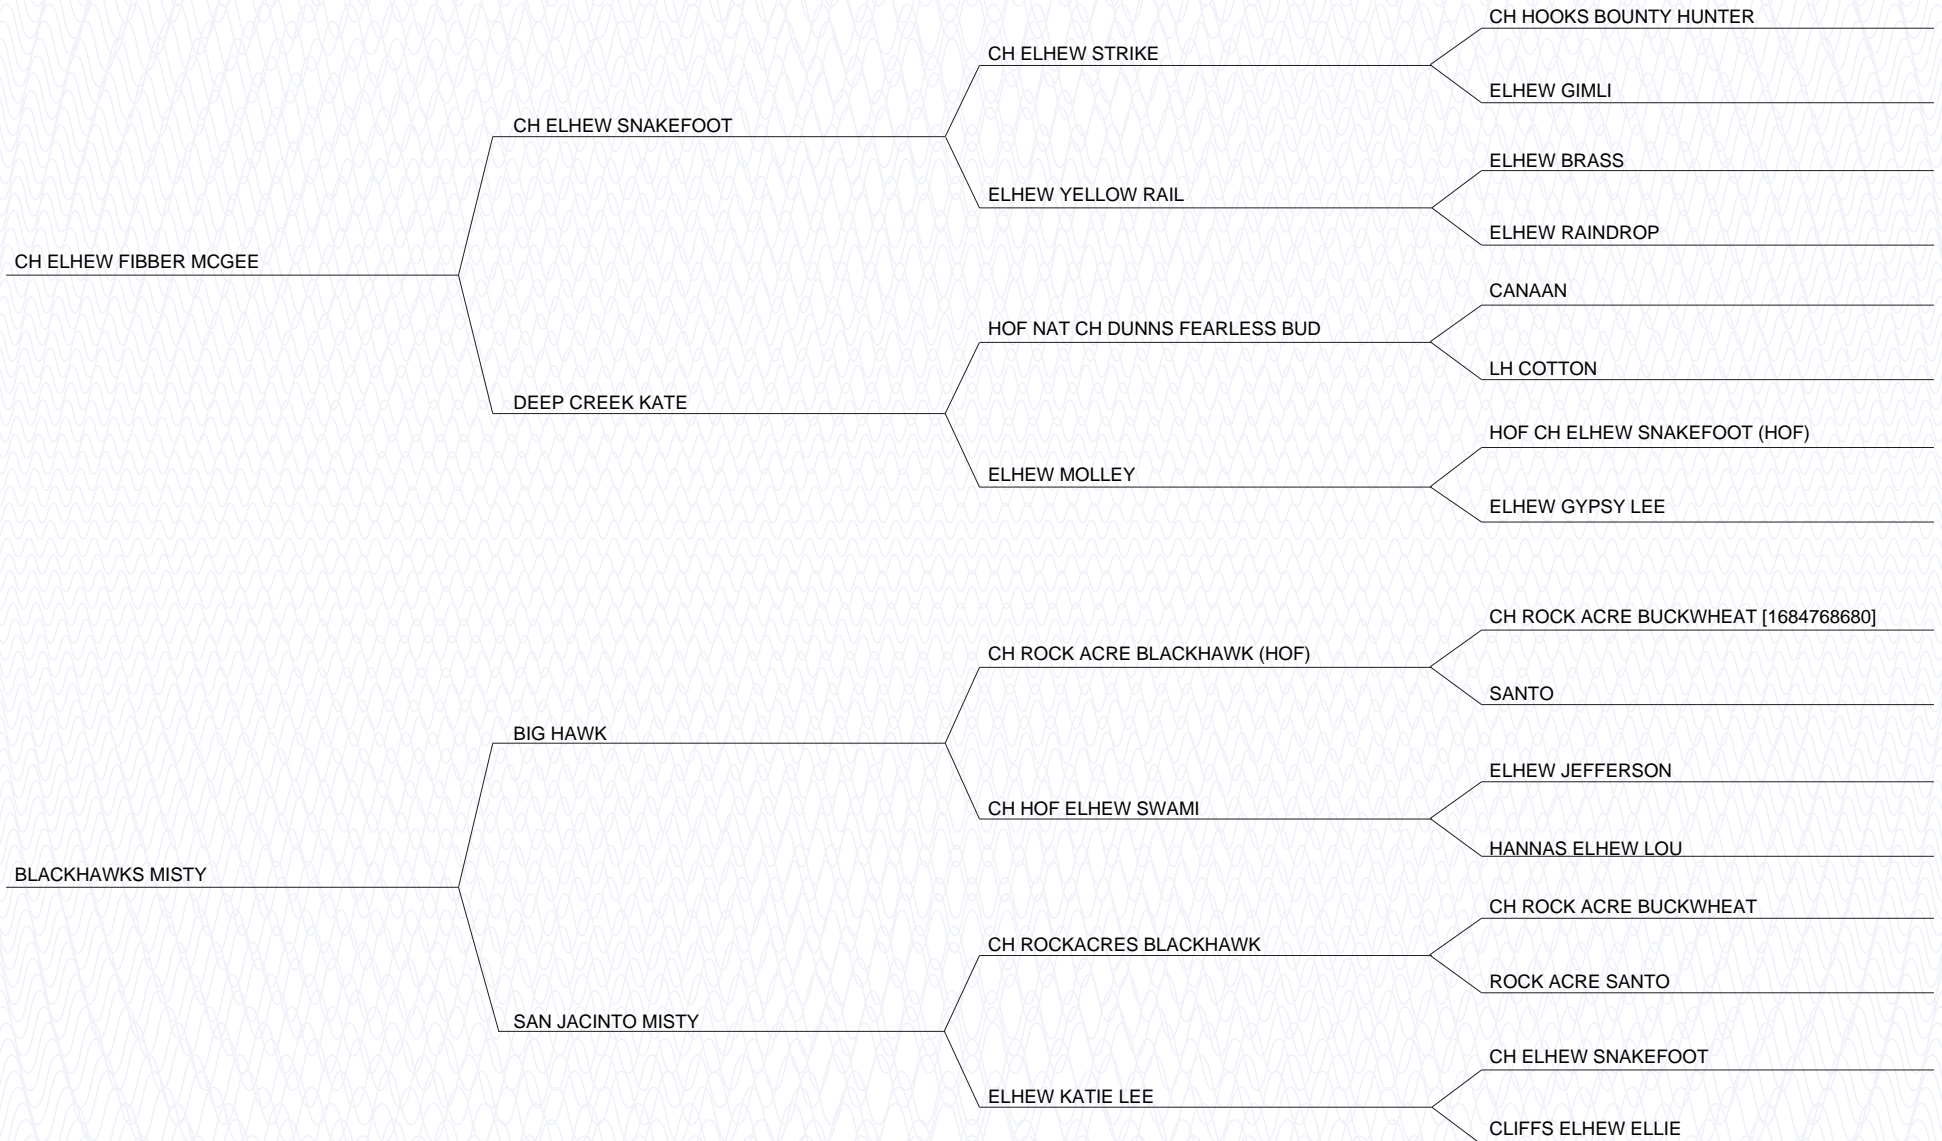 CH HOOKS BOUNTY HUNTER
CH ELHEW STRIKE
ELHEW GIMLI
CH ELHEW SNAKEFOOT
ELHEW BRASS
ELHEW YELLOW RAIL
ELHEW RAINDROP
CH ELHEW FIBBER MCGEE
CANAAN
HOF NAT CH DUNNS FEARLESS BUD
LH COTTON
DEEP CREEK KATE
HOF CH ELHEW SNAKEFOOT (HOF)
ELHEW MOLLEY
ELHEW GYPSY LEE
CH ROCK ACRE BUCKWHEAT [1684768680]
CH ROCK ACRE BLACKHAWK (HOF)
SANTO
BIG HAWK
ELHEW JEFFERSON
CH HOF ELHEW SWAMI
HANNAS ELHEW LOU
BLACKHAWKS MISTY
CH ROCK ACRE BUCKWHEAT
CH ROCKACRES BLACKHAWK
ROCK ACRE SANTO
SAN JACINTO MISTY
CH ELHEW SNAKEFOOT
ELHEW KATIE LEE
CLIFFS ELHEW ELLIE